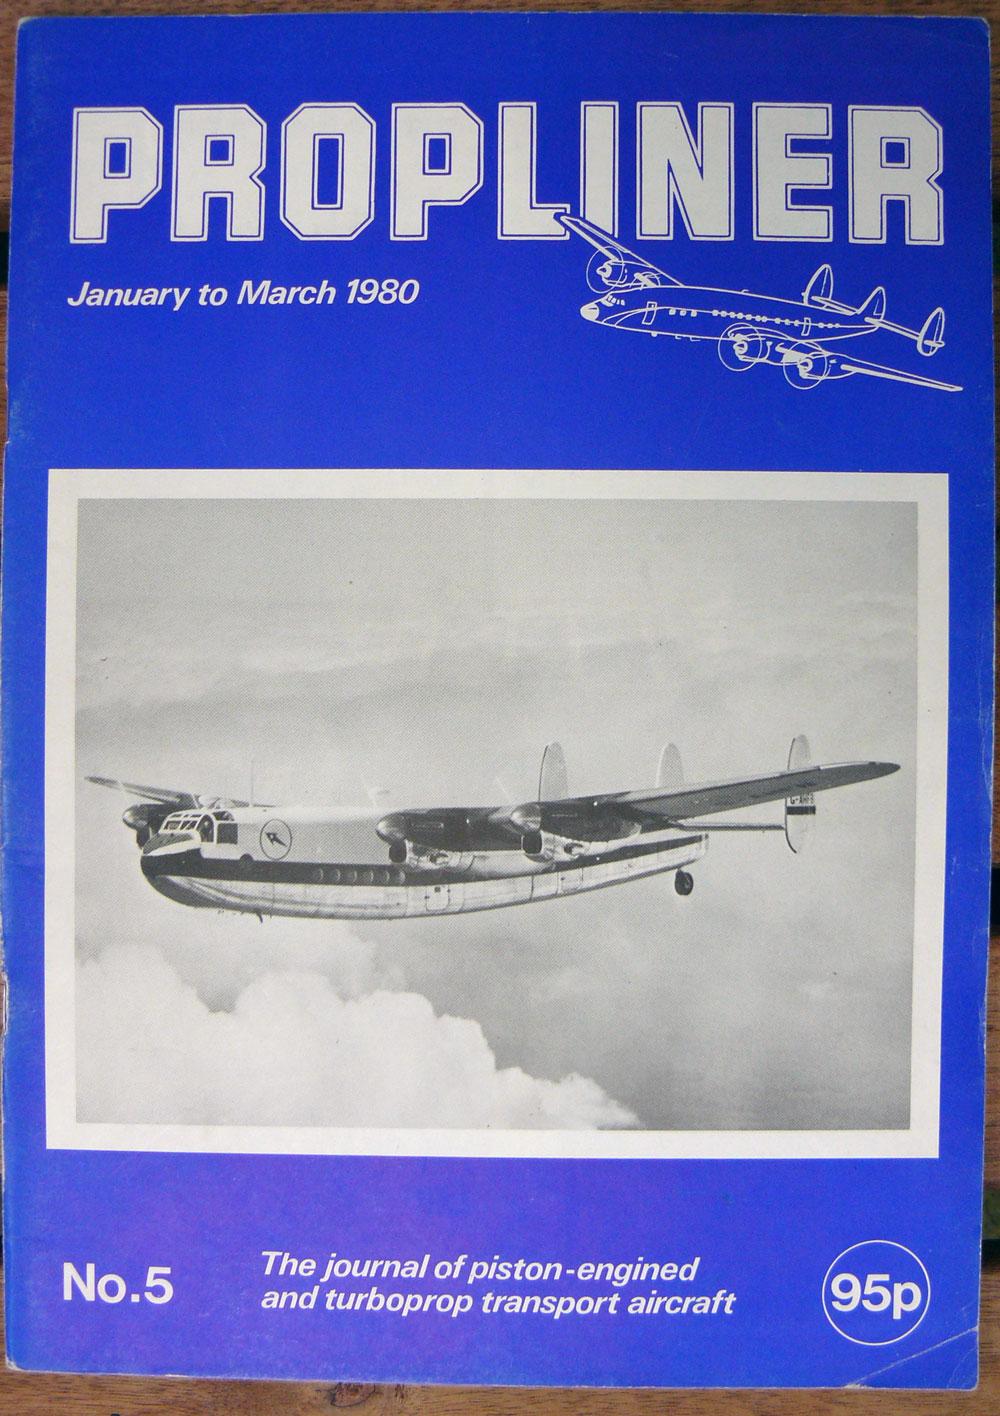 PROPLINER
January to March 1980
No.5
The journal of piston-engined
and turboprop transport aircraft
95p